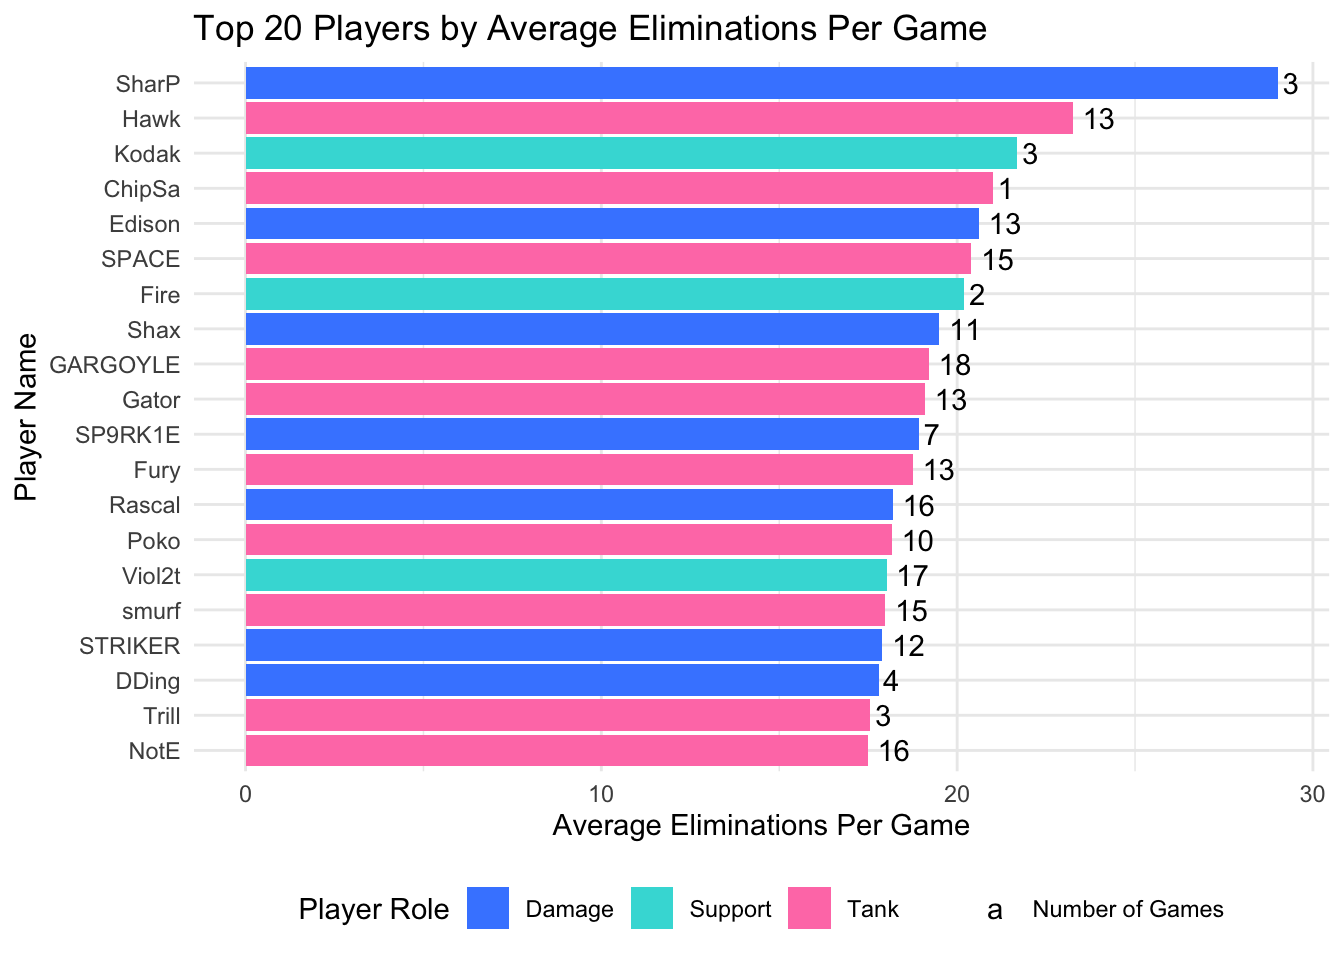 Top 20 Players by Average Eliminations Per Game
Player Name
SharP 3
Hawk 13
Kodak 3
ChipSa 1
Edison 13
SPACE 15
Fire 2
Shax 11
GARGOYLE 18
Gator 13
SP9RK1E 7
Fury 13
Rascal 16
Poko 10
Viol2t 17
smurf 15
STRIKER 12
DDing 4
Trill 3
NotE 16
0 10 20 30
Average Eliminations Per Game
Player Role Damage Support Tank a Number of Games